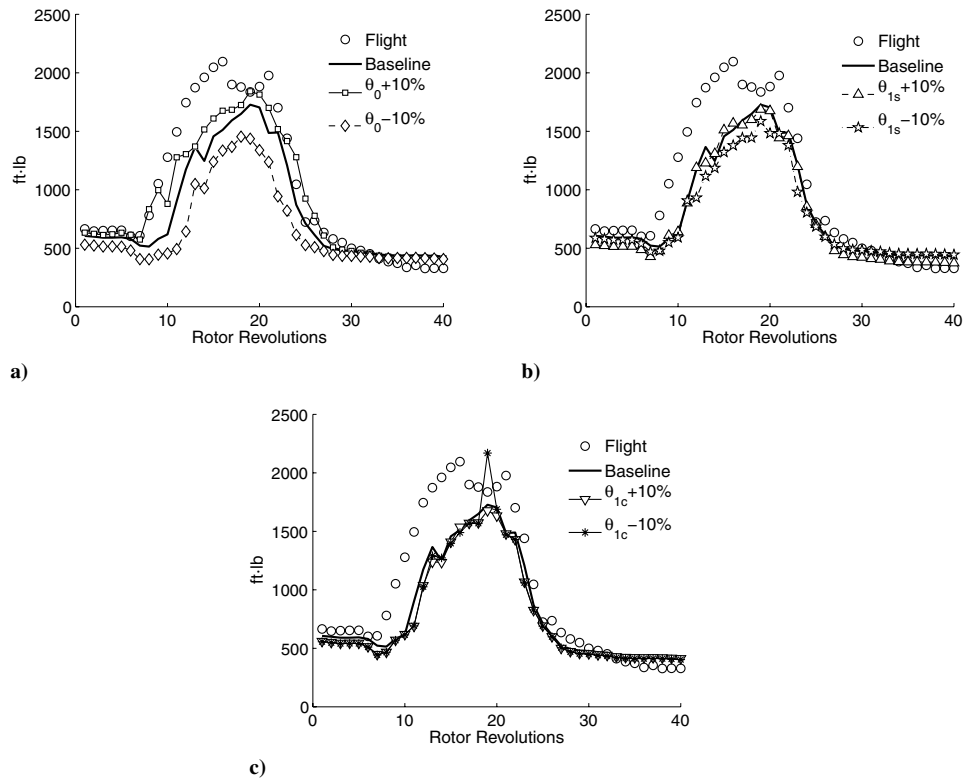 2500
2000
1500
1000
500
0
ft·lb
0 10 20 30 40
Rotor Revolutions
Flight
Baseline
θ0+10%
θ0−10%
a)
2500
2000
1500
1000
500
0
ft·lb
0 10 20 30 40
Rotor Revolutions
Flight
Baseline
θ1s+10%
θ1s−10%
b)
2500
2000
1500
1000
500
0
ft·lb
0 10 20 30 40
Rotor Revolutions
Flight
Baseline
θ1c+10%
θ1c−10%
c)